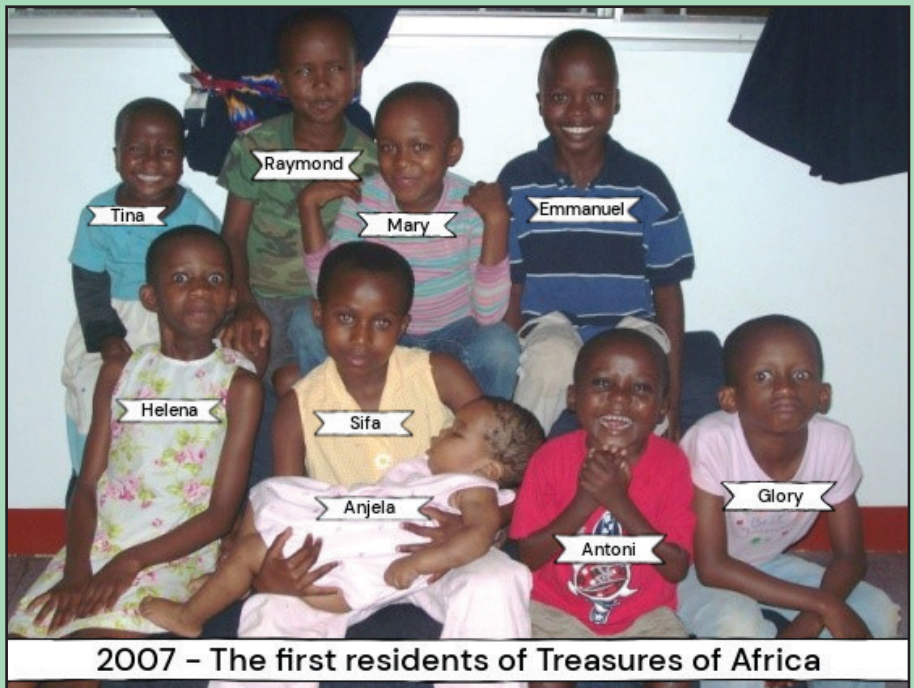 Raymond
Tina
Mary
Emmanuel
Helena
Sifa
Anjela
Glory
Antoni
2007 – The first residents of Treasures of Africa